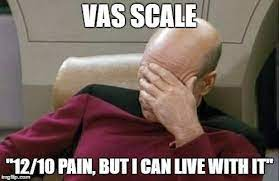 VAS SCALE
"12/10 PAIN, BUT I CAN LIVE WITH IT"
imgflip.com